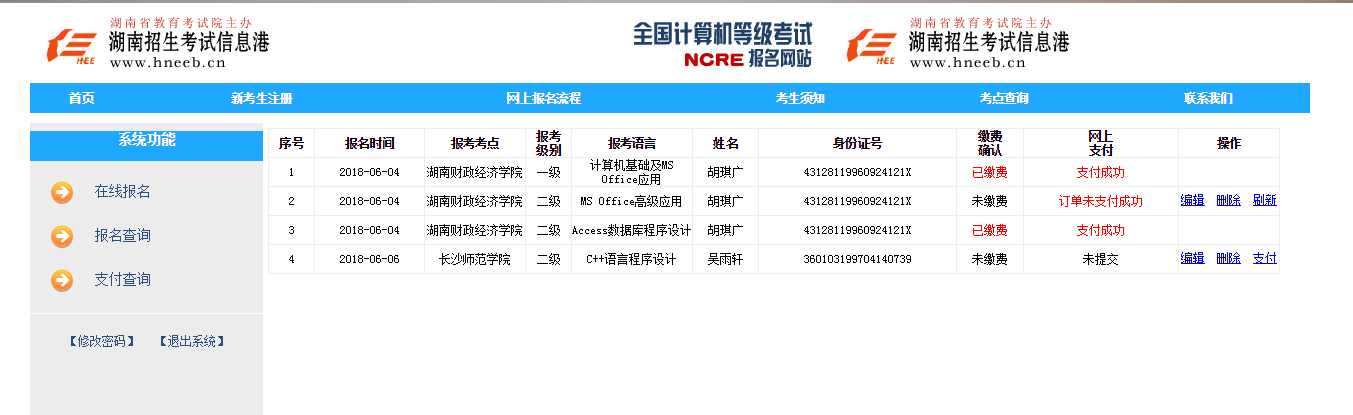 湖南省教育考试院主办
湖南招生考试信息港
www.hneeb.cn
HNEE
全国计算机等级考试
NCRE 报名网站
湖南省教育考试院主办
湖南招生考试信息港
www.hneeb.cn
HNEE
首页 新考生注册 网上报名流程 考生须知 考点查询 联系我们
系统功能
在线报名
报名查询
支付查询
【修改密码】 【退出系统】
序号 报名时间 报考考点 报考级别 报考语言 姓名 身份证号 缴费确认 网上支付 操作
1 2018-06-04 湖南财政经济学院 一级 计算机基础及MS Office应用 胡琪广 43128119960924121X 已缴费 支付成功
2 2018-06-04 湖南财政经济学院 二级 MS Office高级应用 胡琪广 43128119960924121X 未缴费 订单未支付成功 编辑 删除 刷新
3 2018-06-04 湖南财政经济学院 二级 Access数据库程序设计 胡琪广 43128119960924121X 已缴费 支付成功
4 2018-06-06 长沙师范学院 二级 C++语言程序设计 吴雨轩 360103199704140739 未缴费 未提交 编辑 删除 支付